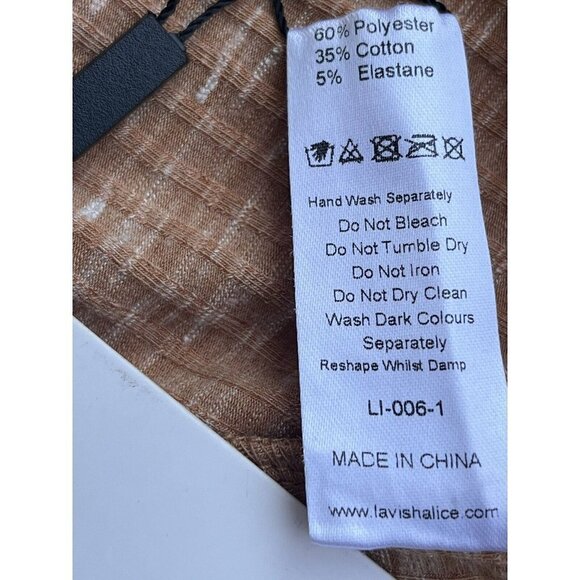 60% Polyester
35% Cotton
5% Elastane
Hand Wash Separately
Do Not Bleach
Do Not Tumble Dry
Do Not Iron
Do Not Dry Clean
Wash Dark Colours
Separately
Reshape Whilst Damp
LI-006-1
MADE IN CHINA
www.lavishalice.com